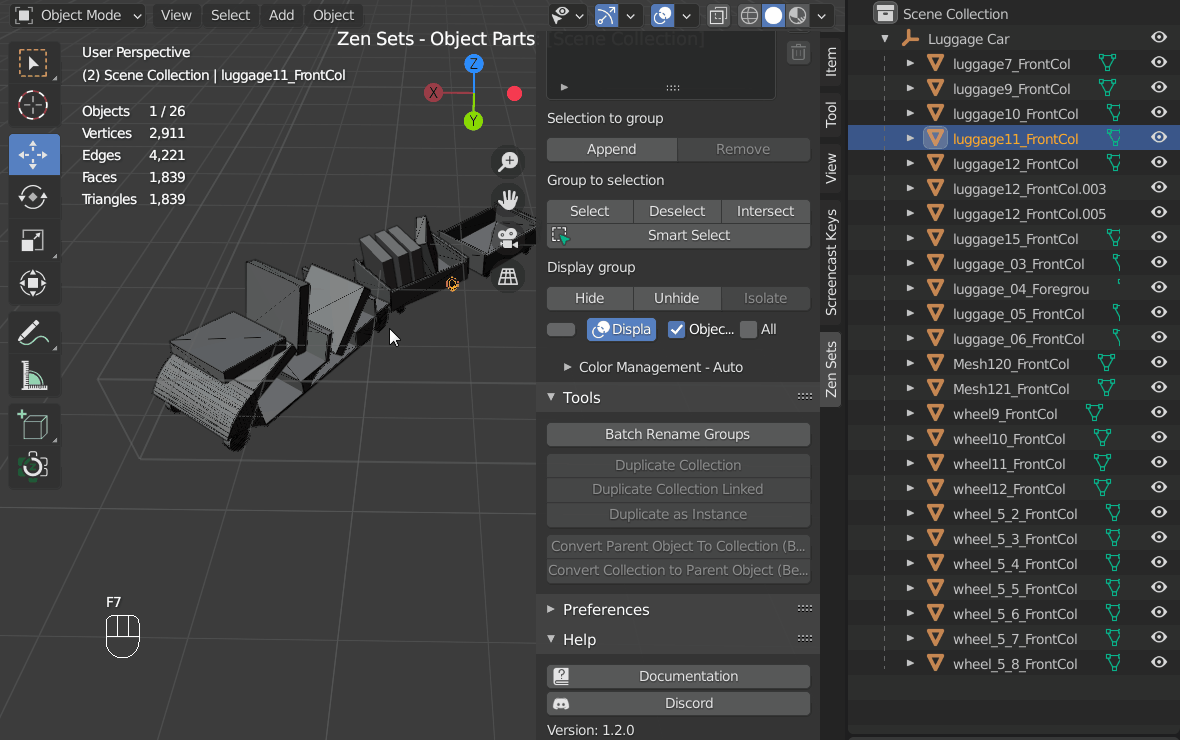 Object Mode View Select Add Object
Zen Sets - Object Parts [Scene Collection]
User Perspective
(2) Scene Collection | luggage11_FrontCol
Objects 1 / 26
Vertices 2,911
Edges 4,221
Faces 1,839
Triangles 1,839
Z
X
Y
F7
Selection to group
Append Remove
Group to selection
Select Deselect Intersect
Smart Select
Display group
Hide Unhide Isolate
Displa Objec... All
Color Management - Auto
Tools
Batch Rename Groups
Duplicate Collection
Duplicate Collection Linked
Duplicate as Instance
Convert Parent Object To Collection (B...
Convert Collection to Parent Object (Be...
Preferences
Help
Documentation
Discord
Version: 1.2.0
Item
Tool
View
Screencast Keys
Zen Sets
Scene Collection
Luggage Car
luggage7_FrontCol
luggage9_FrontCol
luggage10_FrontCol
luggage11_FrontCol
luggage12_FrontCol
luggage12_FrontCol.003
luggage12_FrontCol.005
luggage15_FrontCol
luggage_03_FrontCol
luggage_04_Foregrou
luggage_05_FrontCol
luggage_06_FrontCol
Mesh120_FrontCol
Mesh121_FrontCol
wheel9_FrontCol
wheel10_FrontCol
wheel11_FrontCol
wheel12_FrontCol
wheel_5_2_FrontCol
wheel_5_3_FrontCol
wheel_5_4_FrontCol
wheel_5_5_FrontCol
wheel_5_6_FrontCol
wheel_5_7_FrontCol
wheel_5_8_FrontCol